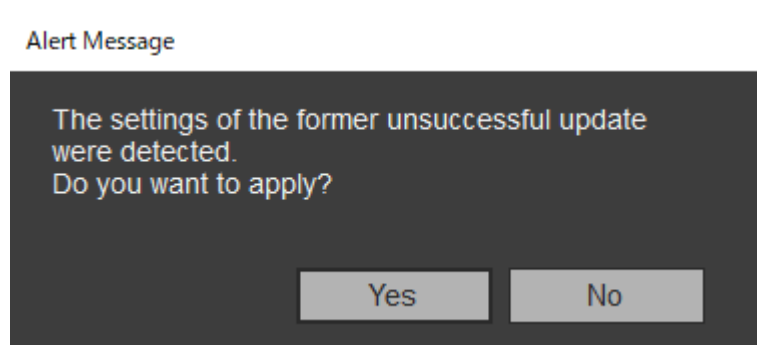 Alert Message
The settings of the former unsuccessful update
were detected.
Do you want to apply?
Yes
No